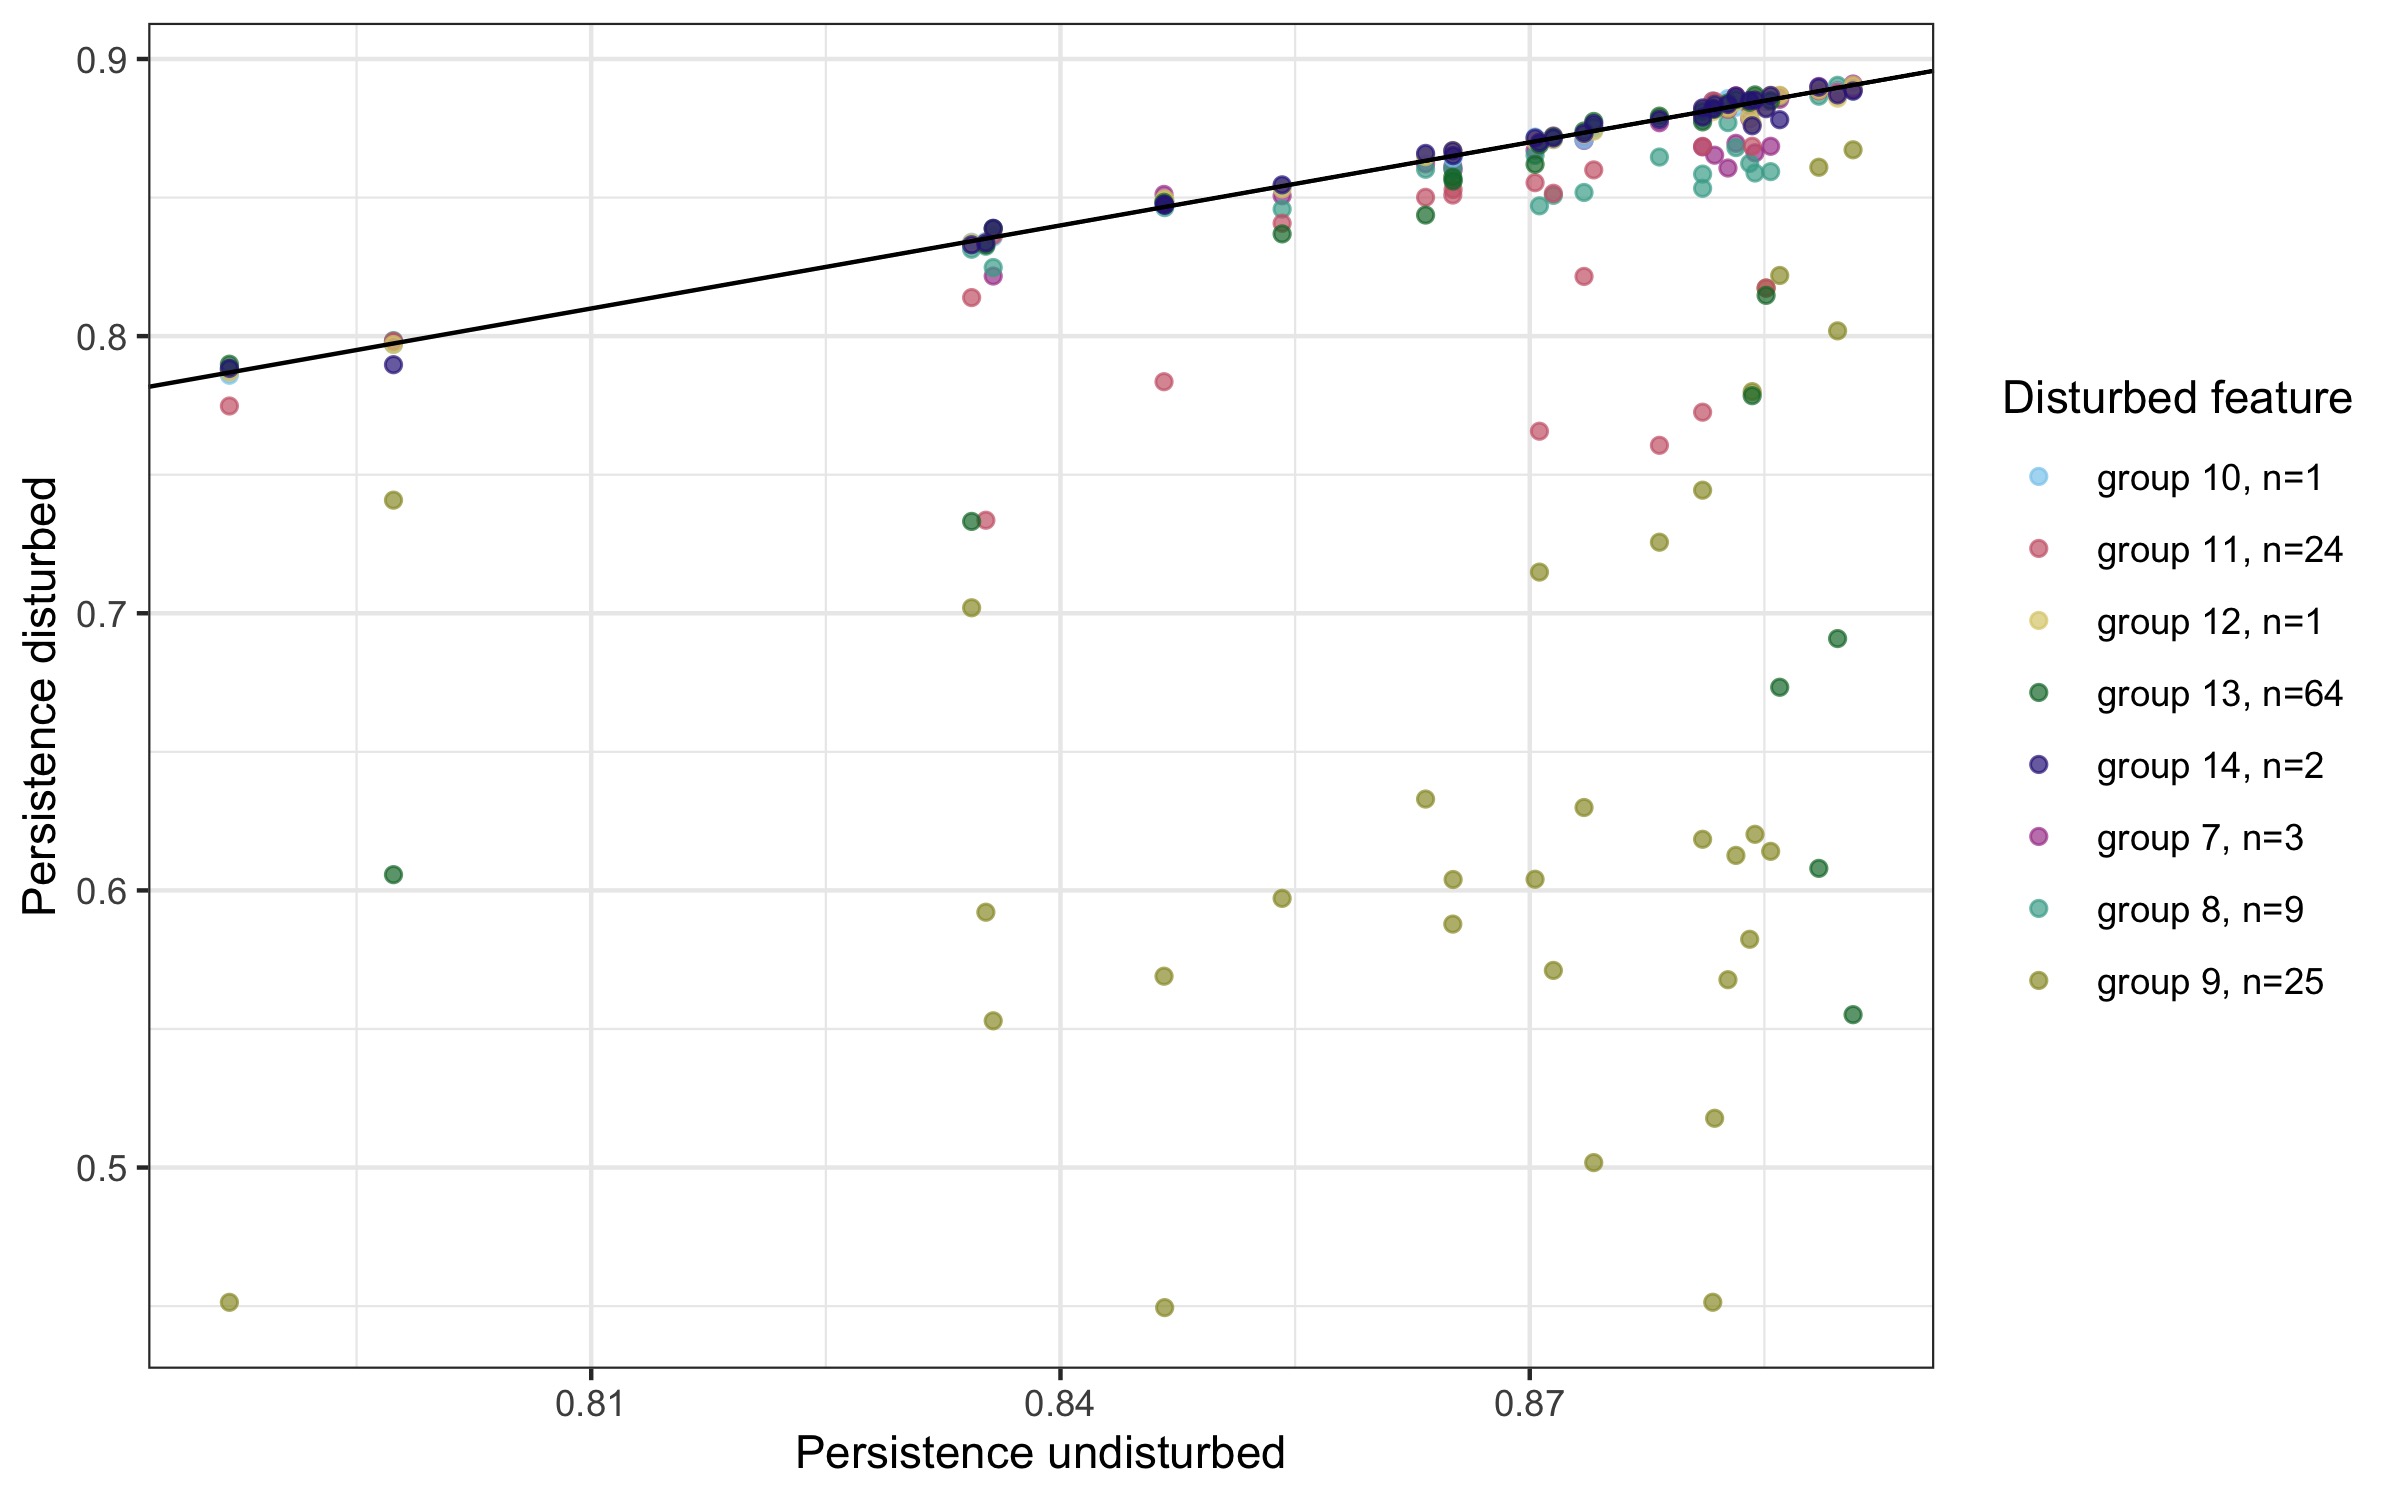 0.9
0.8
0.7
0.6
0.5
Persistence disturbed
0.81
0.84
0.87
Persistence undisturbed
Disturbed feature
group 10, n=1
group 11, n=24
group 12, n=1
group 13, n=64
group 14, n=2
group 7, n=3
group 8, n=9
group 9, n=25